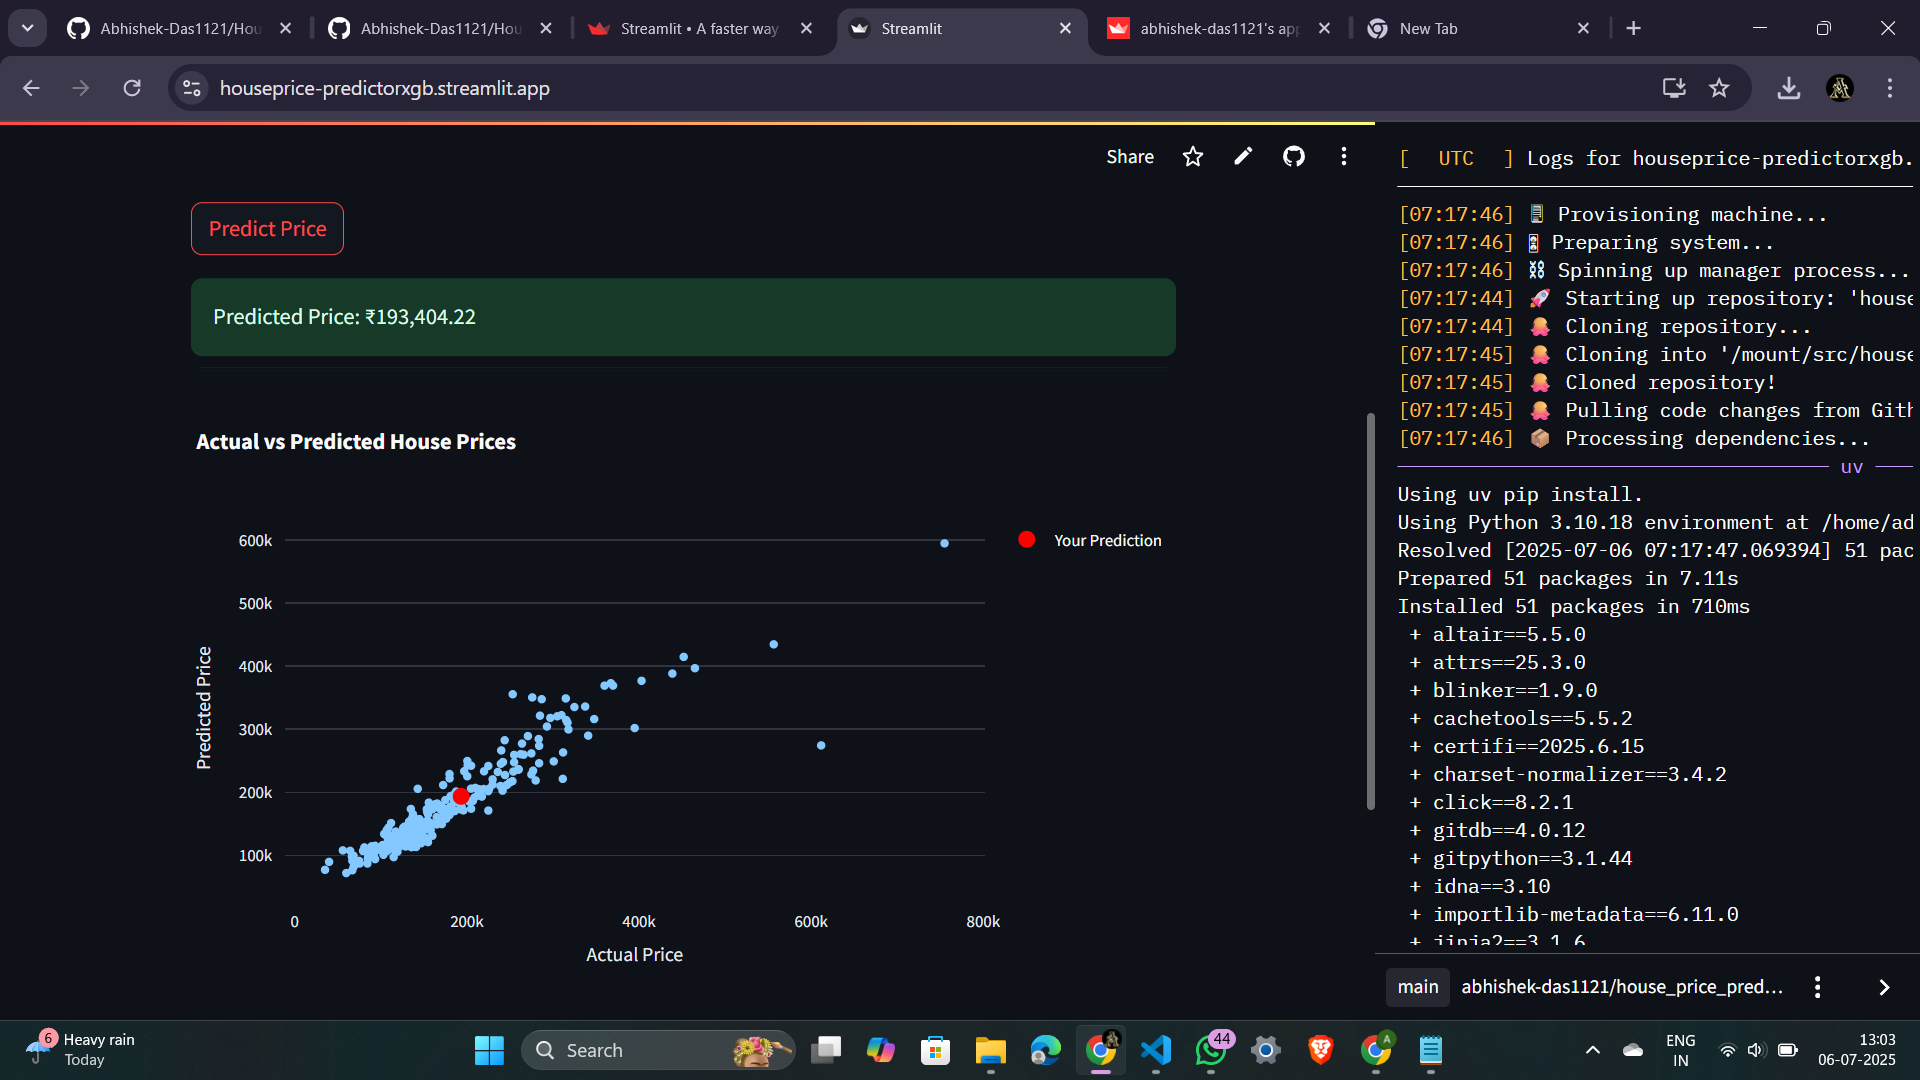 Abhishek-Das1121/Hou
Abhishek-Das1121/Hou
Streamlit • A faster way
Streamlit
abhishek-das1121's app
New Tab
houseprice-predictorxgb.streamlit.app
Share
Predict Price
Predicted Price: ₹193,404.22
Actual vs Predicted House Prices
600k
500k
400k
300k
200k
100k
Predicted Price
0
200k
400k
600k
800k
Actual Price
Your Prediction
[ UTC ] Logs for houseprice-predictorxgb.
[07:17:46] Provisioning machine...
[07:17:46] Preparing system...
[07:17:46] Spinning up manager process...
[07:17:44] Starting up repository: 'house
[07:17:44] Cloning repository...
[07:17:45] Cloning into '/mount/src/house
[07:17:45] Cloned repository!
[07:17:45] Pulling code changes from Gith
[07:17:46] Processing dependencies...
uv
Using uv pip install.
Using Python 3.10.18 environment at /home/ad
Resolved [2025-07-06 07:17:47.069394] 51 pac
Prepared 51 packages in 7.11s
Installed 51 packages in 710ms
+ altair==5.5.0
+ attrs==25.3.0
+ blinker==1.9.0
+ cachetools==5.5.2
+ certifi==2025.6.15
+ charset-normalizer==3.4.2
+ click==8.2.1
+ gitdb==4.0.12
+ gitpython==3.1.44
+ idna==3.10
+ importlib-metadata==6.11.0
+ jinja2==3.1.6
main
abhishek-das1121/house_price_pred...
6
Heavy rain
Today
Search
44
A
ENG
IN
13:03
06-07-2025